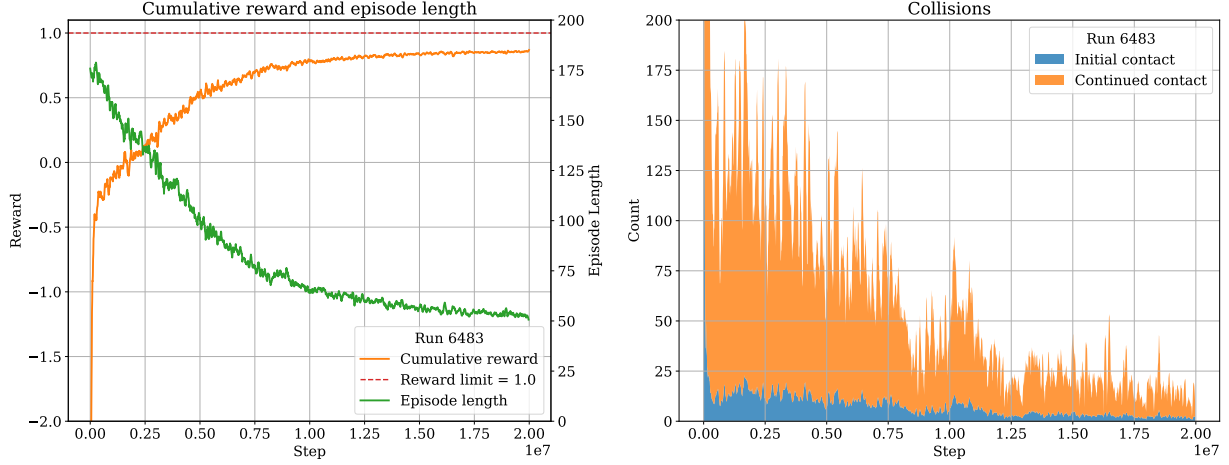 Cumulative reward and episode length
1.0
0.5
0.0
−0.5
−1.0
−1.5
−2.0
Reward
200
175
150
125
100
75
50
25
0
Episode Length
0.00 0.25 0.50 0.75 1.00 1.25 1.50 1.75 2.00
Step
1e7
Run 6483
Cumulative reward
Reward limit = 1.0
Episode length
Collisions
200
175
150
125
100
75
50
25
0
Count
0.00 0.25 0.50 0.75 1.00 1.25 1.50 1.75 2.00
Step
1e7
Run 6483
Initial contact
Continued contact